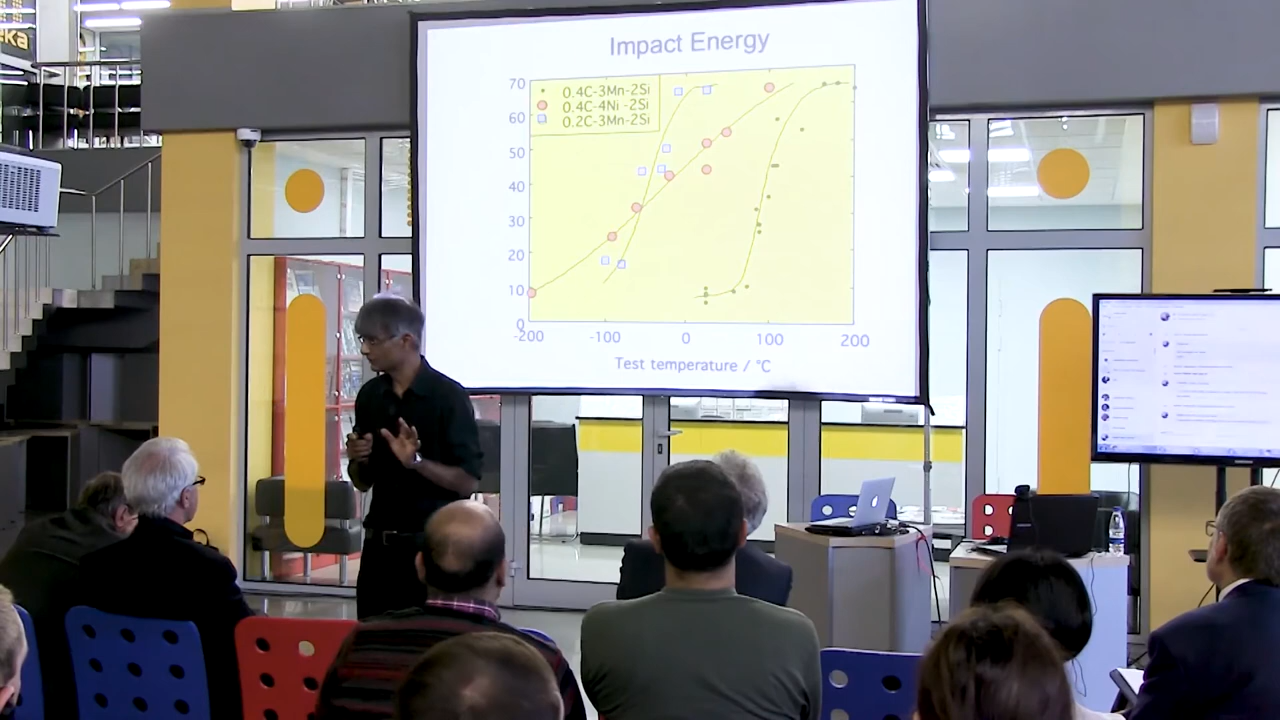 ека
Impact Energy
70
60
50
40
30
20
10
0
0.4C-3Mn-2Si
0.4C-4Ni -2Si
0.2C-3Mn-2Si
-200 -100 0 100 200
Test temperature / °C